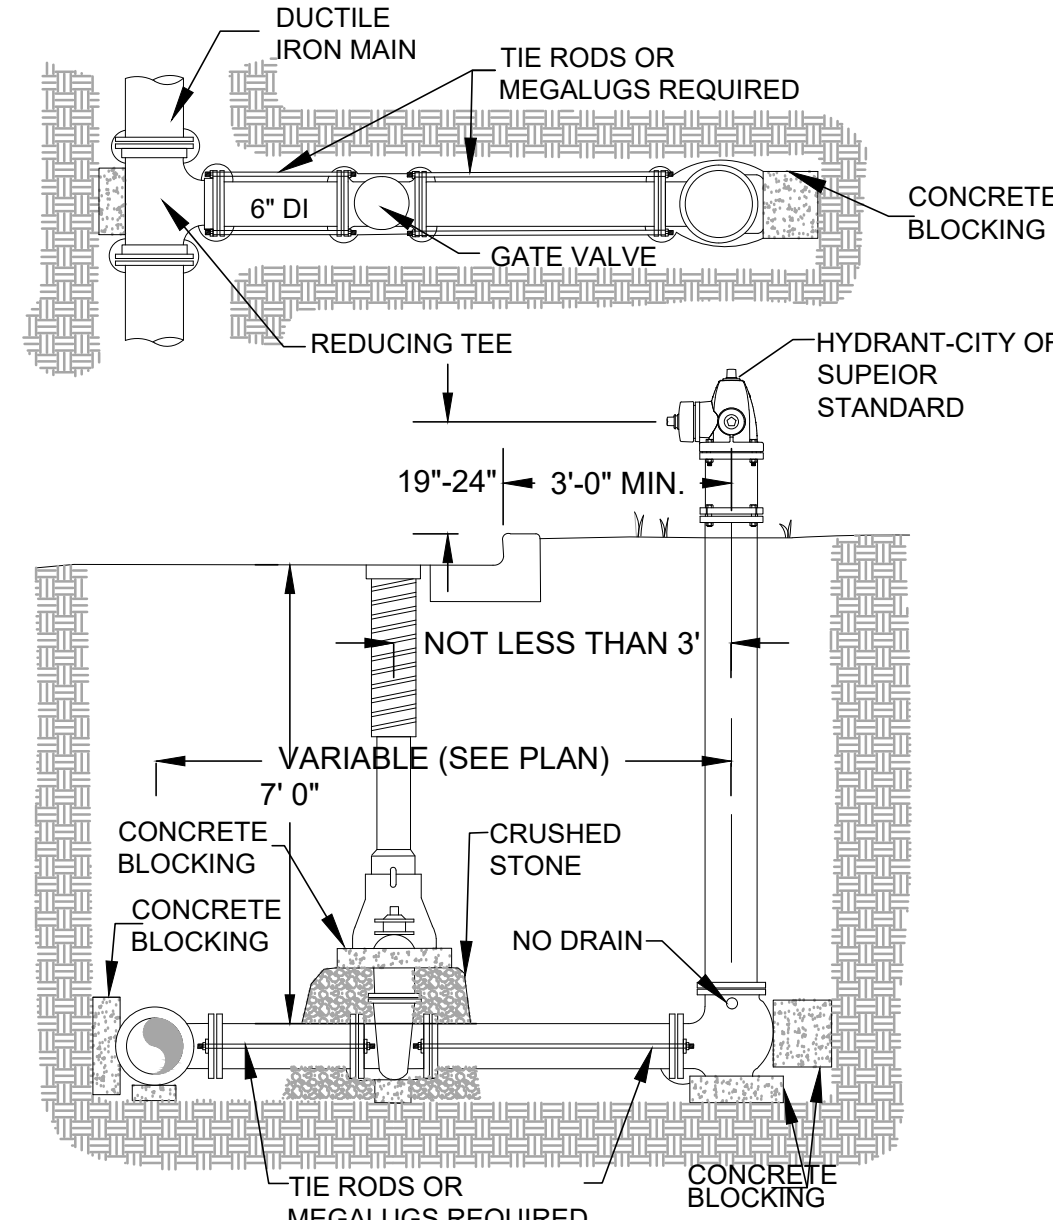 DUCTILE
IRON MAIN
TIE RODS OR
MEGALUGS REQUIRED
6" DI
CONCRETE
BLOCKING
GATE VALVE
REDUCING TEE
HYDRANT-CITY OF
SUPEIOR
STANDARD
19"-24"
3'-0" MIN.
NOT LESS THAN 3'
VARIABLE (SEE PLAN)
7' 0"
CONCRETE
BLOCKING
CRUSHED
STONE
CONCRETE
BLOCKING
NO DRAIN
TIE RODS OR
MEGALUGS REQUIRED
CONCRETE
BLOCKING